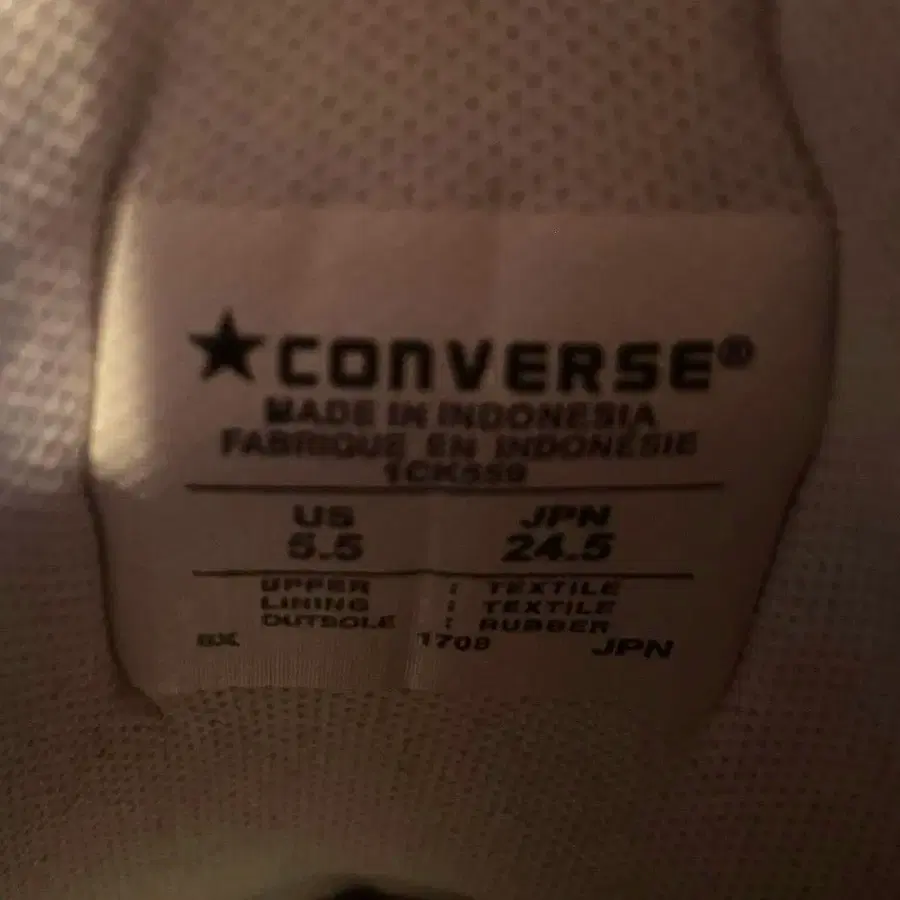 ★CONVERSE®
MADE IN INDONESIA
FABRIQUE EN INDONESIE
1CK559
US JPN
5.5 24.5
UPPER : TEXTILE
LINING : TEXTILE
OUTSOLE : RUBBER
1708 JPN